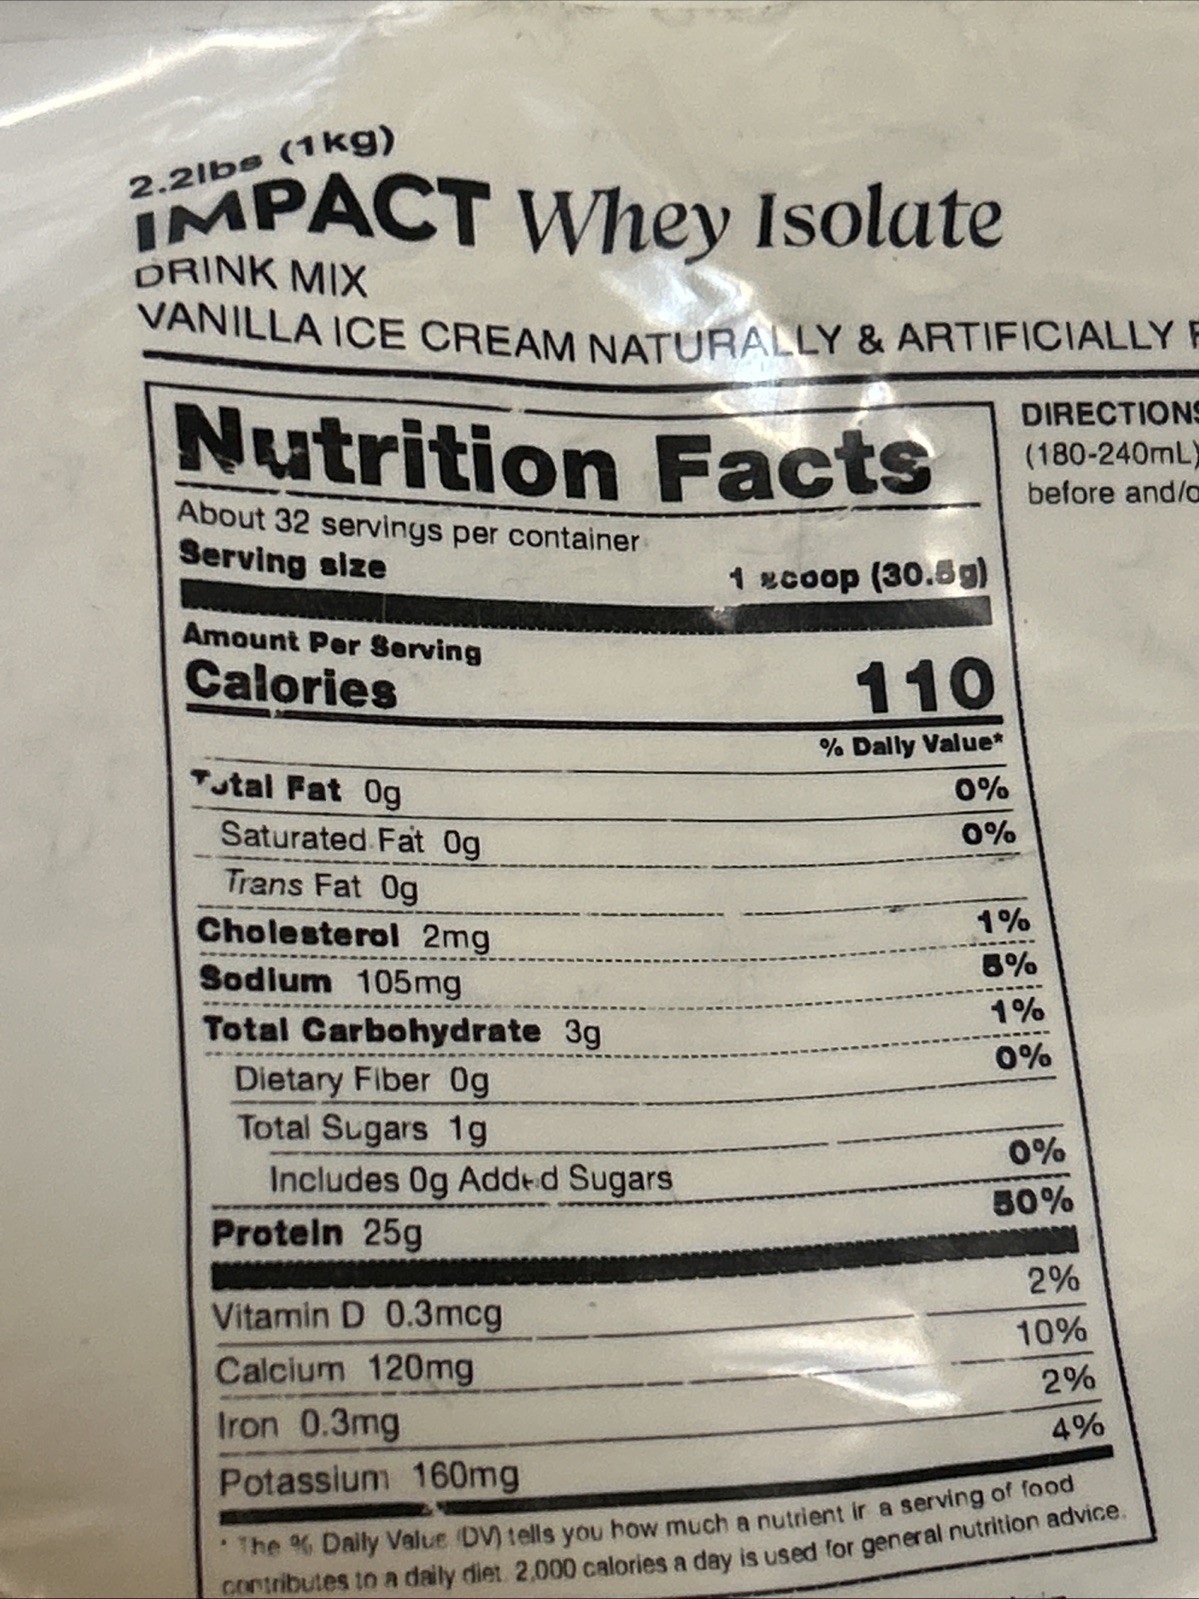 2.2lbs (1kg)
IMPACT Whey Isolate
DRINK MIX
VANILLA ICE CREAM NATURALLY & ARTIFICIALLY F
Nutrition Facts
About 32 servings per container
Serving size 1 scoop (30.5g)
Amount Per Serving
Calories 110
% Daily Value*
Total Fat 0g 0%
Saturated Fat 0g 0%
Trans Fat 0g
Cholesterol 2mg 1%
Sodium 105mg 5%
Total Carbohydrate 3g 1%
Dietary Fiber 0g 0%
Total Sugars 1g
Includes 0g Added Sugars 0%
Protein 25g 50%
Vitamin D 0.3mcg 2%
Calcium 120mg 10%
Iron 0.3mg 2%
Potassium 160mg 4%
* The % Daily Value (DV) tells you how much a nutrient in a serving of food
contributes to a daily diet. 2,000 calories a day is used for general nutrition advice.
DIRECTIONS
(180-240mL)
before and/o